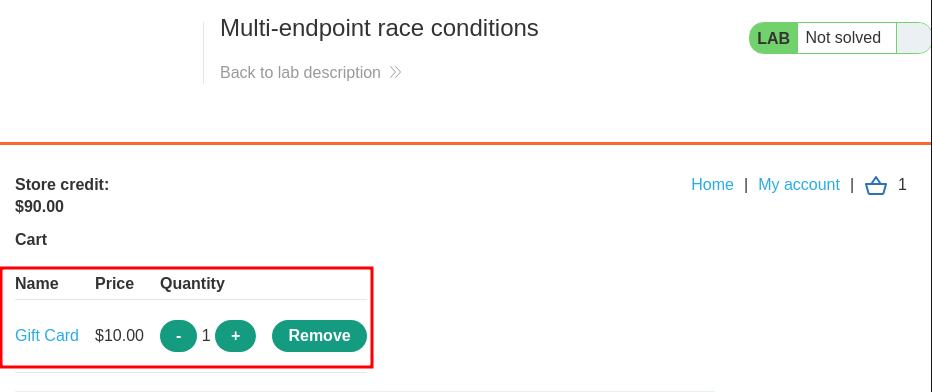 Multi-endpoint race conditions
LAB Not solved
Back to lab description
Store credit:
$90.00
Home | My account | 1
Cart
Name Price Quantity
Gift Card $10.00 - 1 + Remove